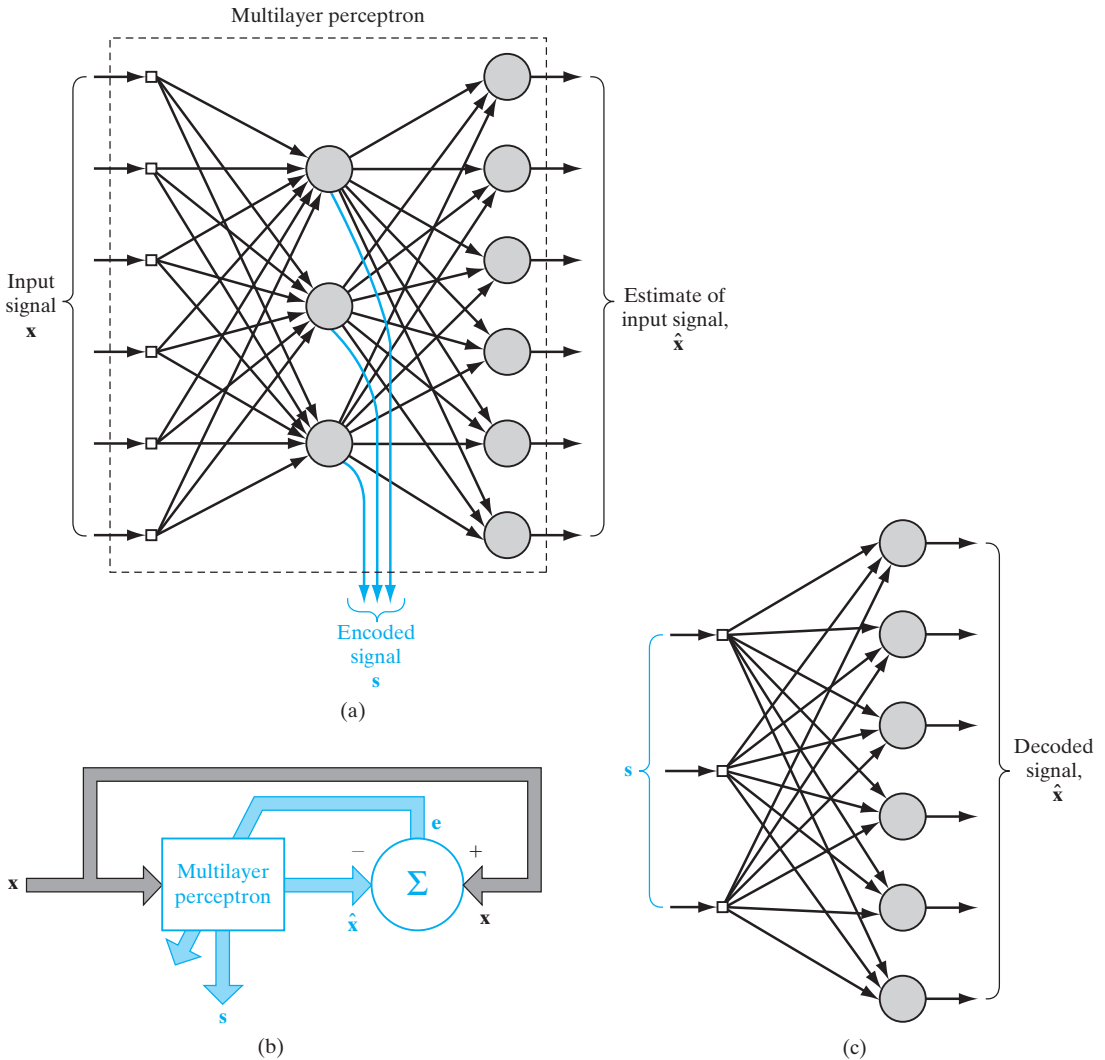 Multilayer perceptron
Input
signal
x
Estimate of
input signal,
x̂
Encoded
signal
s
(a)
s
Decoded
signal,
x̂
(c)
e
−
+
x
Multilayer
perceptron
Σ
x̂
x
s
(b)